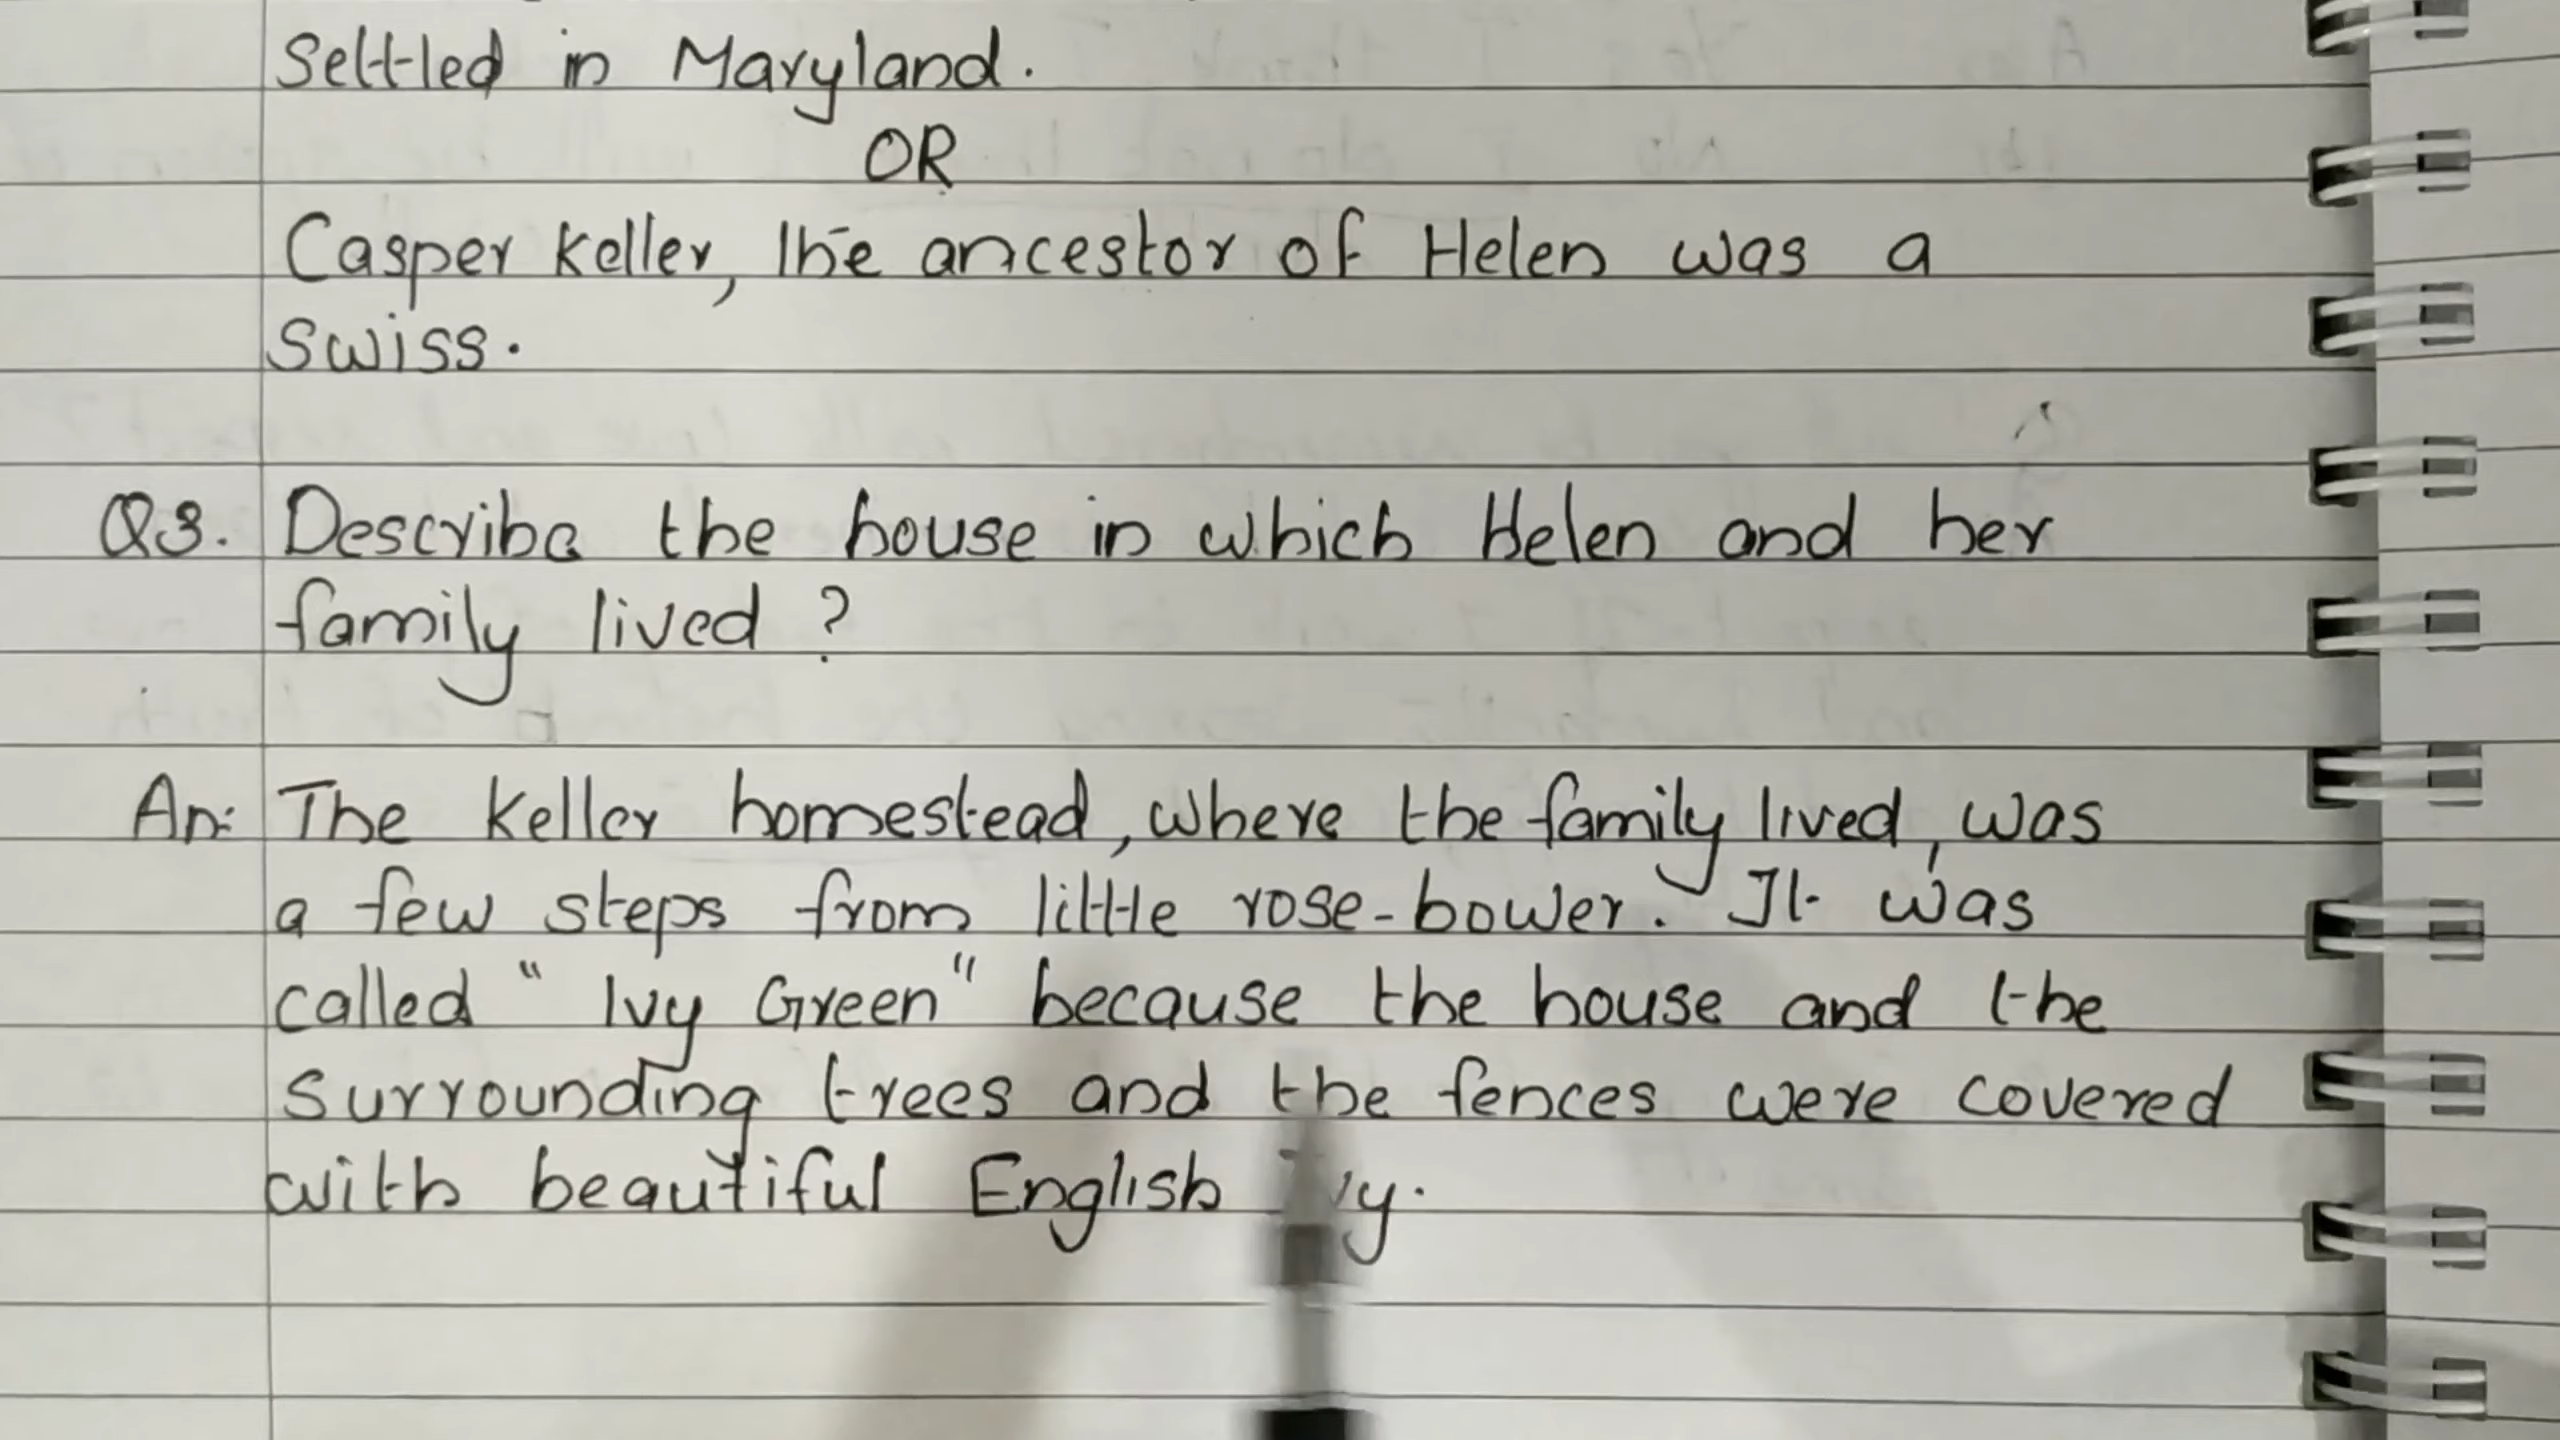 Settled in Maryland.
OR
Casper Keller, the ancestor of Helen was a
Swiss.
Q3. Describe the house in which Helen and her
family lived ?
An: The Keller homestead, where the family lived, was
a few steps from little rose-bower. It was
called "Ivy Green" because the house and the
surrounding trees and the fences were covered
with beautiful English